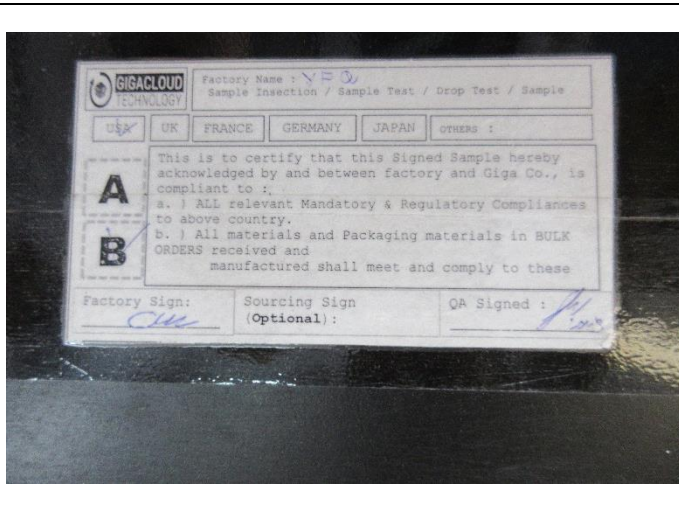 GIGACLOUD
TECHNOLOGY
Factory Name : YFQ
Sample Insection / Sample Test / Drop Test / Sample
USA UK FRANCE GERMANY JAPAN OTHERS :
A
This is to certify that this Signed Sample hereby
acknowledged by and between factory and Giga Co., is
compliant to :
a. ) ALL relevant Mandatory & Regulatory Compliances
to above country.
B
b. ) All materials and Packaging materials in BULK
ORDERS received and
manufactured shall meet and comply to these
Factory Sign: Sourcing Sign QA Signed :
(Optional):